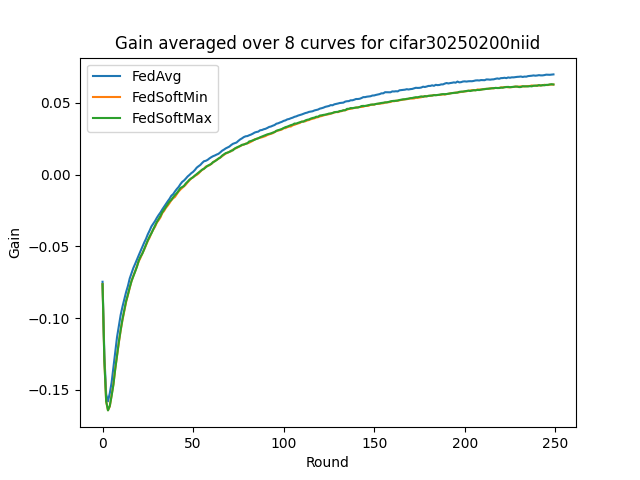 Gain averaged over 8 curves for cifar30250200niid
FedAvg
FedSoftMin
FedSoftMax
0.05
0.00
−0.05
−0.10
−0.15
Gain
0 50 100 150 200 250
Round